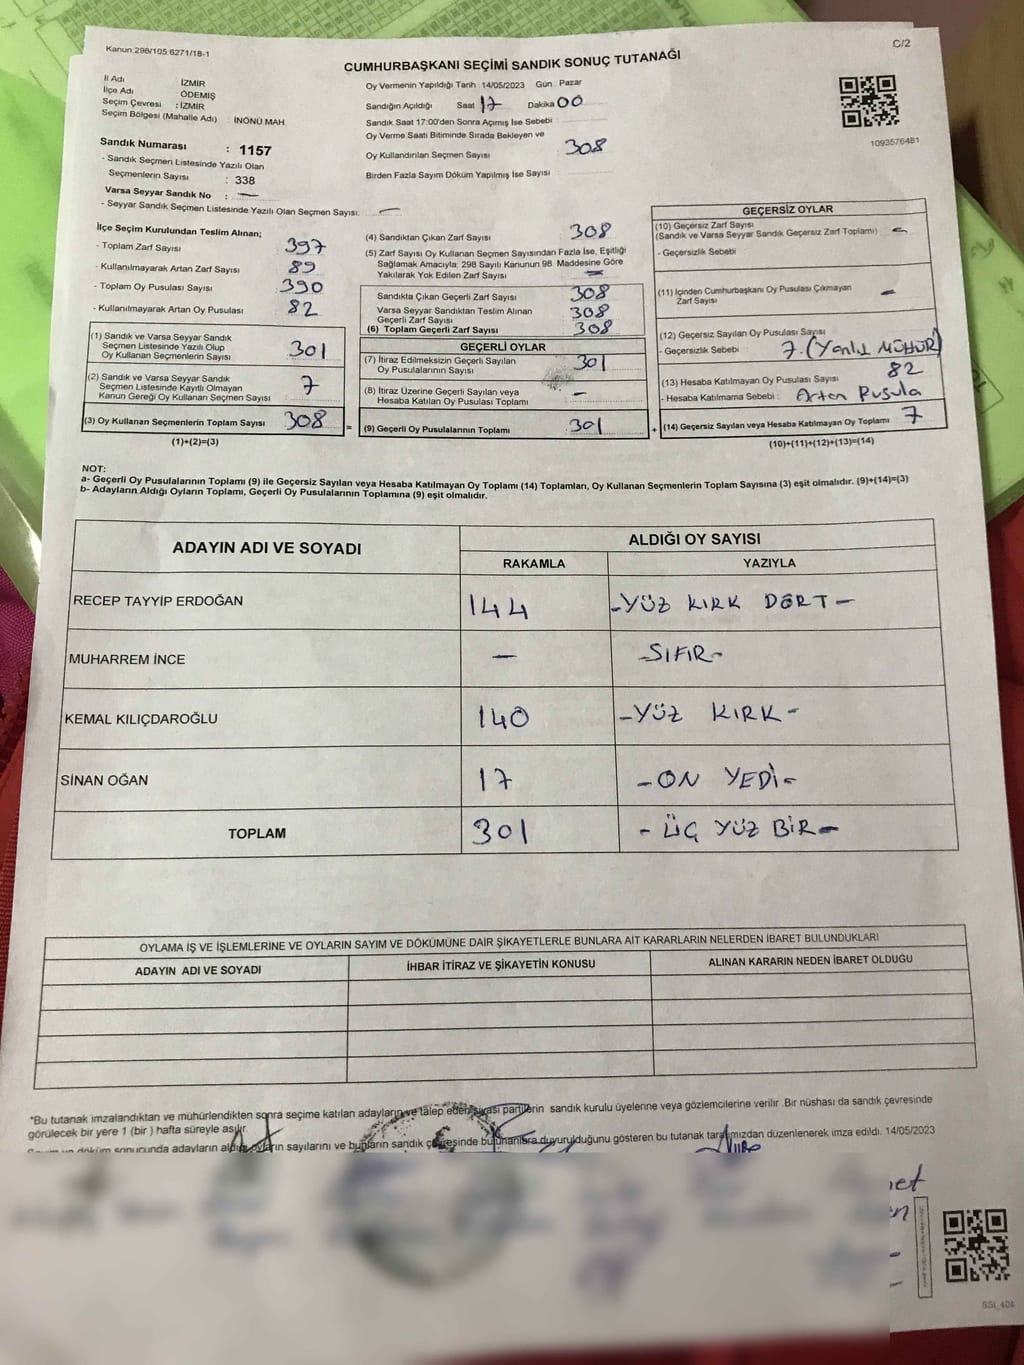 Kanun:298/105,6271/18-1
C/2
CUMHURBAŞKANI SEÇİMİ SANDIK SONUÇ TUTANAĞI
İl Adı : İZMİR
İlçe Adı : ÖDEMİŞ
Seçim Çevresi : İZMİR
Seçim Bölgesi (Mahalle Adı) : İNÖNÜ MAH.
Oy Vermenin Yapıldığı Tarih : 14/05/2023 Gün : Pazar
Sandığın Açıldığı Saat 17 Dakika 00
Sandık Saat 17:00'den Sonra Açımış İse Sebebi :
Oy Verme Saati Bitiminde Sırada Bekleyen ve
Oy Kullandırılan Seçmen Sayısı 308
Birden Fazla Sayım Döküm Yapılmış İse Sayısı
1093576481
Sandık Numarası : 1157
- Sandık Seçmen Listesinde Yazılı Olan
Seçmenlerin Sayısı : 338
Varsa Seyyar Sandık No : —
- Seyyar Sandık Seçmen Listesinde Yazılı Olan Seçmen Sayısı: —
İlçe Seçim Kurulundan Teslim Alınan;
- Toplam Zarf Sayısı 397
- Kullanılmayarak Artan Zarf Sayısı 89
- Toplam Oy Pusulası Sayısı 390
- Kullanılmayarak Artan Oy Pusulası 82
(1) Sandık ve Varsa Seyyar Sandık
Seçmen Listesinde Yazılı Olup
Oy Kullanan Seçmenlerin Sayısı 301
(2) Sandık ve Varsa Seyyar Sandık
Seçmen Listesinde Kayıtlı Olmayan
Kanun Gereği Oy Kullanan Seçmen Sayısı 7
(3) Oy Kullanan Seçmenlerin Toplam Sayısı 308 =
(1)+(2)=(3)
(4) Sandıktan Çıkan Zarf Sayısı 308
(5) Zarf Sayısı Oy Kullanan Seçmen Sayısından Fazla İse, Eşitliği
Sağlamak Amacıyla; 298 Sayılı Kanunun 98. Maddesine Göre
Yakılarak Yok Edilen Zarf Sayısı —
Sandıkta Çıkan Geçerli Zarf Sayısı 308
Varsa Seyyar Sandıktan Teslim Alınan
Geçerli Zarf Sayısı 308
(6) Toplam Geçerli Zarf Sayısı 308
GEÇERLİ OYLAR
(7) İtiraz Edilmeksizin Geçerli Sayılan
Oy Pusulalarının Sayısı 301
(8) İtiraz Üzerine Geçerli Sayılan veya
Hesaba Katılan Oy Pusulası Toplamı —
(9) Geçerli Oy Pusulalarının Toplamı 301 +
GEÇERSİZ OYLAR
(10) Geçersiz Zarf Sayısı
(Sandık ve Varsa Seyyar Sandık Geçersiz Zarf Toplamı) —
- Geçersizlik Sebebi
(11) İçinden Cumhurbaşkanı Oy Pusulası Çıkmayan
Zarf Sayısı —
(12) Geçersiz Sayılan Oy Pusulası Sayısı
- Geçersizlik Sebebi 7. (Yanlış MÜHÜR)
(13) Hesaba Katılmayan Oy Pusulası Sayısı 82
- Hesaba Katılmama Sebebi : Artan Pusula
(14) Geçersiz Sayılan veya Hesaba Katılmayan Oy Toplamı 7
(10)+(11)+(12)+(13)=(14)
NOT:
a- Geçerli Oy Pusulalarının Toplamı (9) ile Geçersiz Sayılan veya Hesaba Katılmayan Oy Toplamı (14) Toplamları, Oy Kullanan Seçmenlerin Toplam Sayısına (3) eşit olmalıdır. (9)+(14)=(3)
b- Adayların Aldığı Oyların Toplamı, Geçerli Oy Pusulalarının Toplamına (9) eşit olmalıdır.
ADAYIN ADI VE SOYADI
ALDIĞI OY SAYISI
RAKAMLA YAZIYLA
RECEP TAYYİP ERDOĞAN 144 -YÜZ KIRK DÖRT-
MUHARREM İNCE — -SIFIR-
KEMAL KILIÇDAROĞLU 140 -YÜZ KIRK-
SİNAN OĞAN 17 -ON YEDİ-
TOPLAM 301 -ÜÇ YÜZ BİR-
OYLAMA İŞ VE İŞLEMLERİNE VE OYLARIN SAYIM VE DÖKÜMÜNE DAİR ŞİKAYETLERLE BUNLARA AİT KARARLARIN NELERDEN İBARET BULUNDUKLARI
ADAYIN ADI VE SOYADI İHBAR İTİRAZ VE ŞİKAYETİN KONUSU ALINAN KARARIN NEDEN İBARET OLDUĞU
*Bu tutanak imzalandıktan ve mühürlendikten sonra seçime katılan adayların ve talep eden siyasi partilerin sandık kurulu üyelerine veya gözlemcilerine verilir .Bir nüshası da sandık çevresinde
görülecek bir yere 1 (bir ) hafta süreyle asılır.
Sayım ve döküm sonucunda adayların aldığı oyların sayılarını ve bunların sandık çevresinde bulunanlara duyurulduğunu gösteren bu tutanak tarafımızdan düzenlenerek imza edildi. 14/05/2023